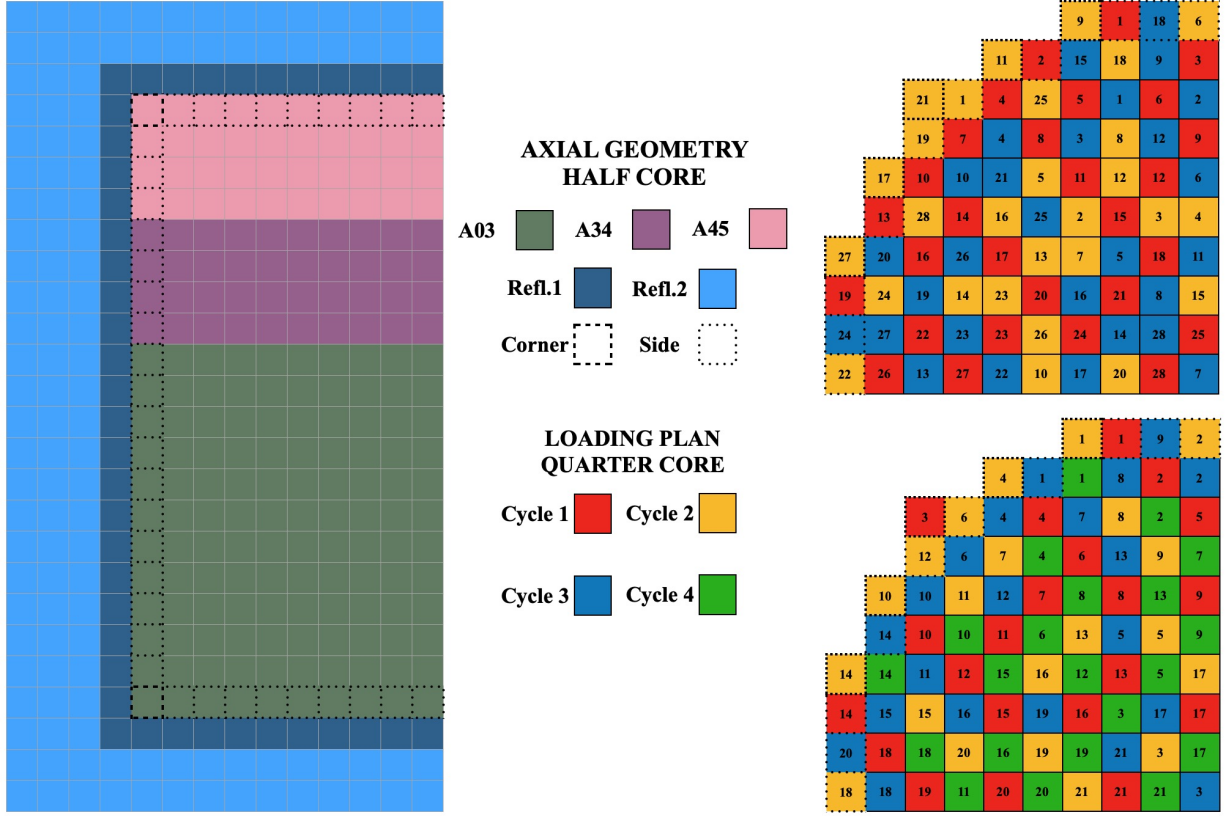 AXIAL GEOMETRY
HALF CORE
A03 A34 A45
Refl.1 Refl.2
Corner Side
LOADING PLAN
QUARTER CORE
Cycle 1 Cycle 2
Cycle 3 Cycle 4
9 1 18 6
11 2 15 18 9 3
21 1 4 25 5 1 6 2
19 7 4 8 3 8 12 9
17 10 10 21 5 11 12 12 6
13 28 14 16 25 2 15 3 4
27 20 16 26 17 13 7 5 18 11
19 24 19 14 23 20 16 21 8 15
24 27 22 23 23 26 24 14 28 25
22 26 13 27 22 10 17 20 28 7
1 1 9 2
4 1 1 8 2 2
3 6 4 4 7 8 2 5
12 6 7 4 6 13 9 7
10 10 11 12 7 8 8 13 9
14 10 10 11 6 13 5 5 9
14 14 11 12 15 16 12 13 5 17
14 15 15 16 15 19 16 3 17 17
20 18 18 20 16 19 19 21 3 17
18 18 19 11 20 20 21 21 21 3